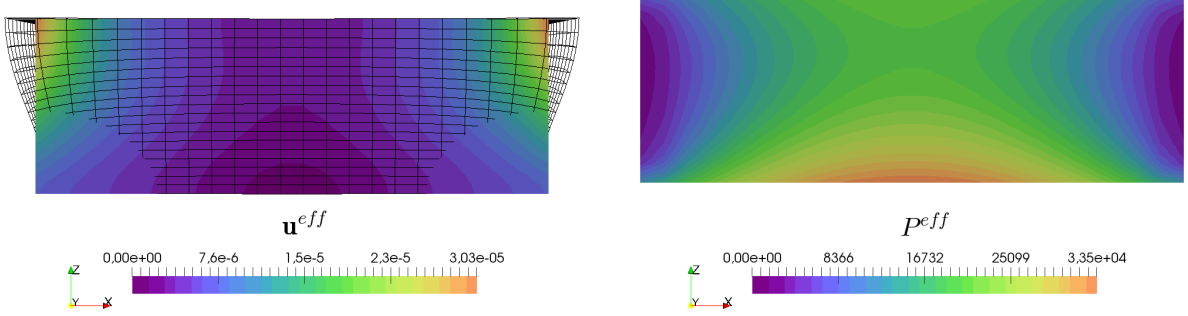 u^eff
P^eff
0,00e+00 7,6e-6 1,5e-5 2,3e-5 3,03e-05
0,00e+00 8366 16732 25099 3,35e+04
Z
Y X
Z
Y X